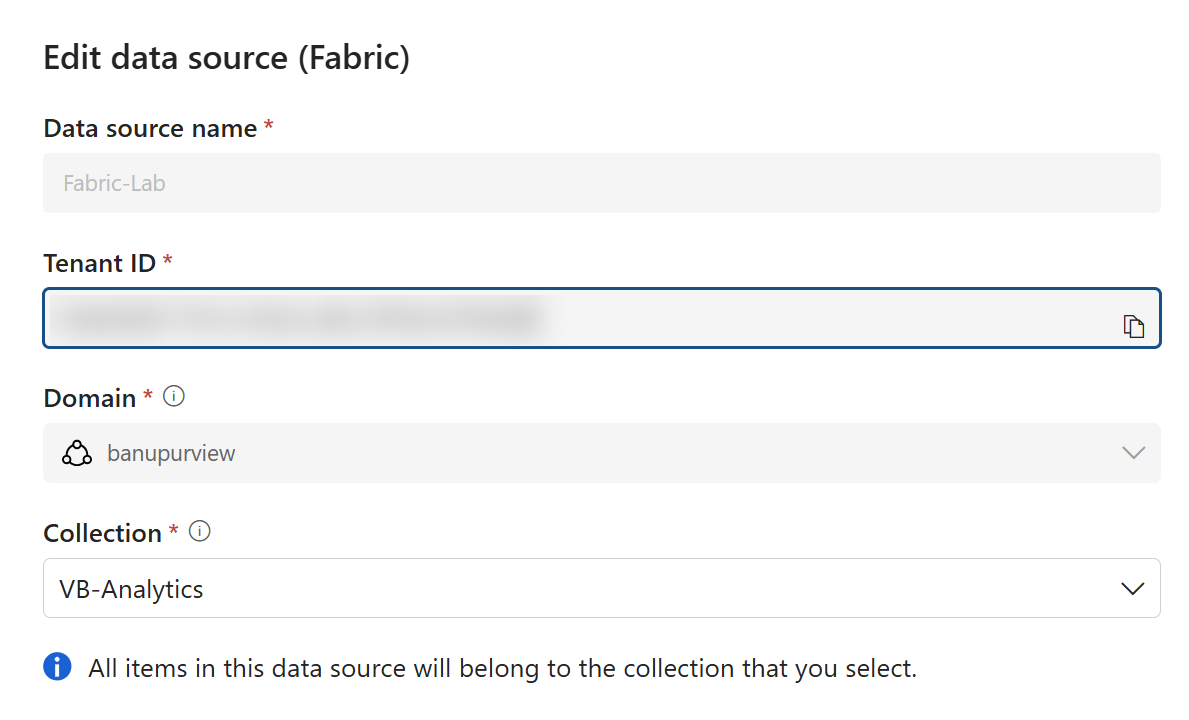 Edit data source (Fabric)
Data source name *
Fabric-Lab
Tenant ID *
Domain *
banupurview
Collection *
VB-Analytics
All items in this data source will belong to the collection that you select.